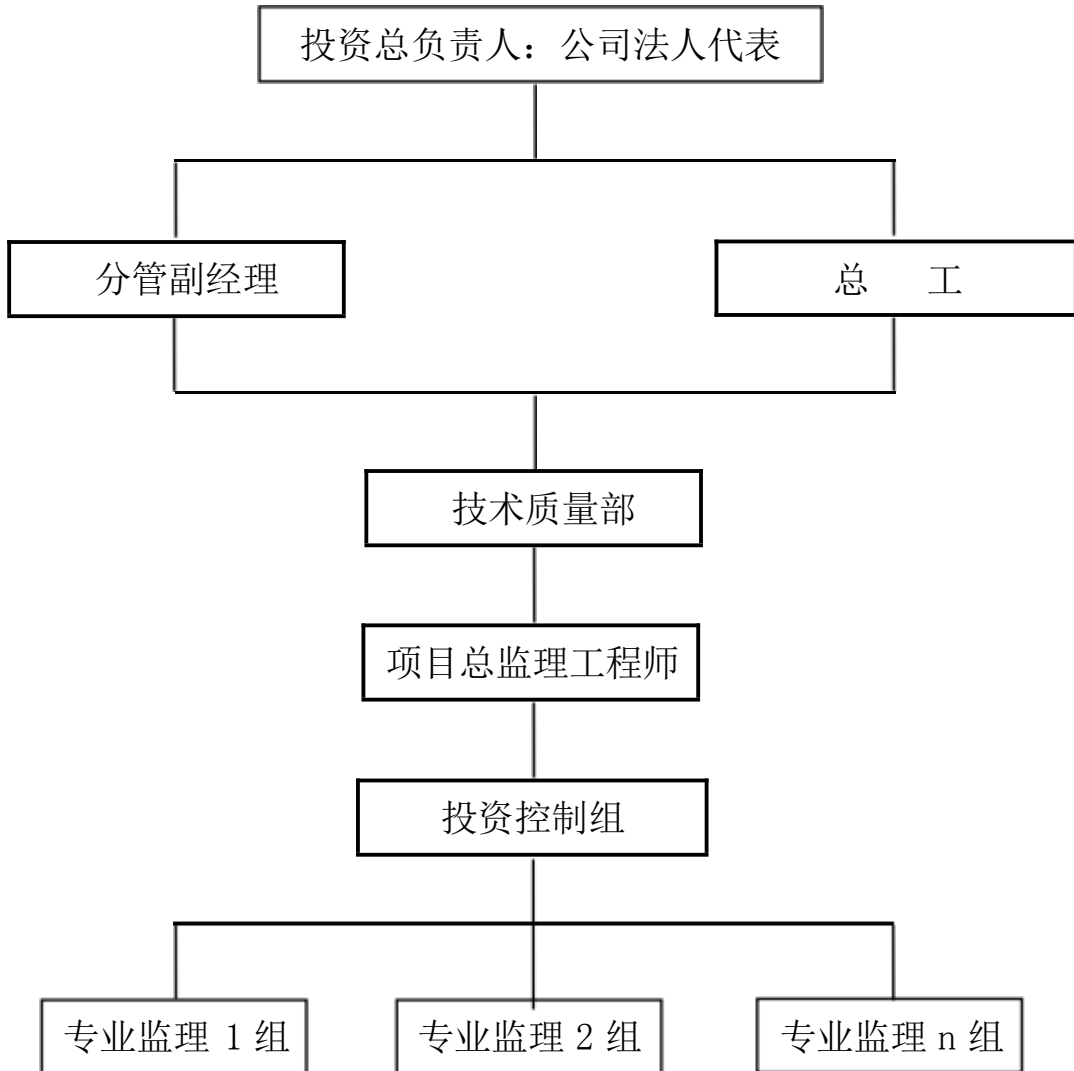 投资总负责人：公司法人代表
分管副经理
总 工
技术质量部
项目总监理工程师
投资控制组
专业监理 1 组
专业监理 2 组
专业监理 n 组